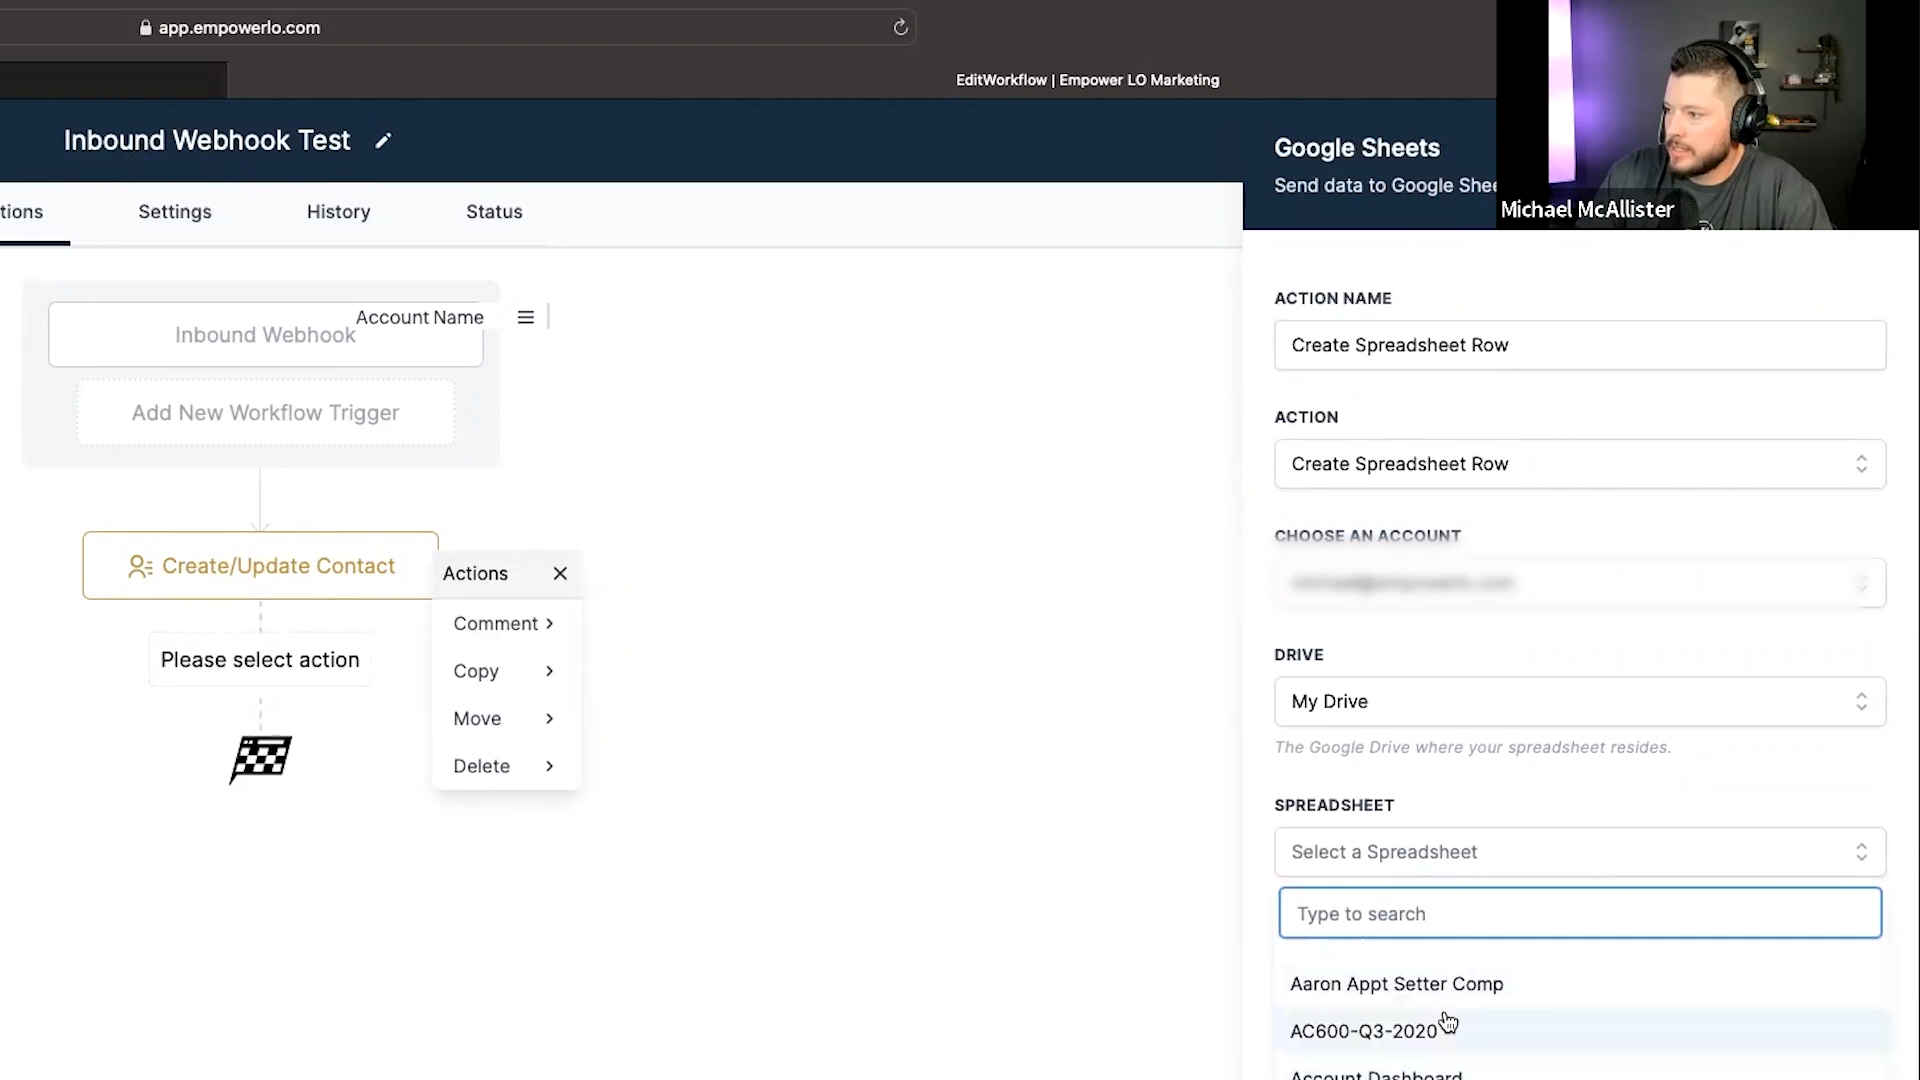 app.empowerlo.com
EditWorkflow | Empower LO Marketing
Inbound Webhook Test
Google Sheets
Send data to Google Shee
Michael McAllister
tions
Settings
History
Status
Inbound Webhook
Account Name
Add New Workflow Trigger
Create/Update Contact
Please select action
Actions
Comment
Copy
Move
Delete
ACTION NAME
Create Spreadsheet Row
ACTION
Create Spreadsheet Row
CHOOSE AN ACCOUNT
DRIVE
My Drive
The Google Drive where your spreadsheet resides.
SPREADSHEET
Select a Spreadsheet
Type to search
Aaron Appt Setter Comp
AC600-Q3-2020
Account Dashboard